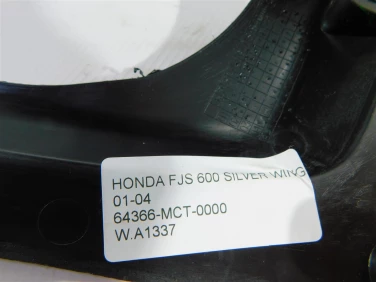 HONDA FJS 600 SILVER WING
01-04
64366-MCT-0000
W.A1337